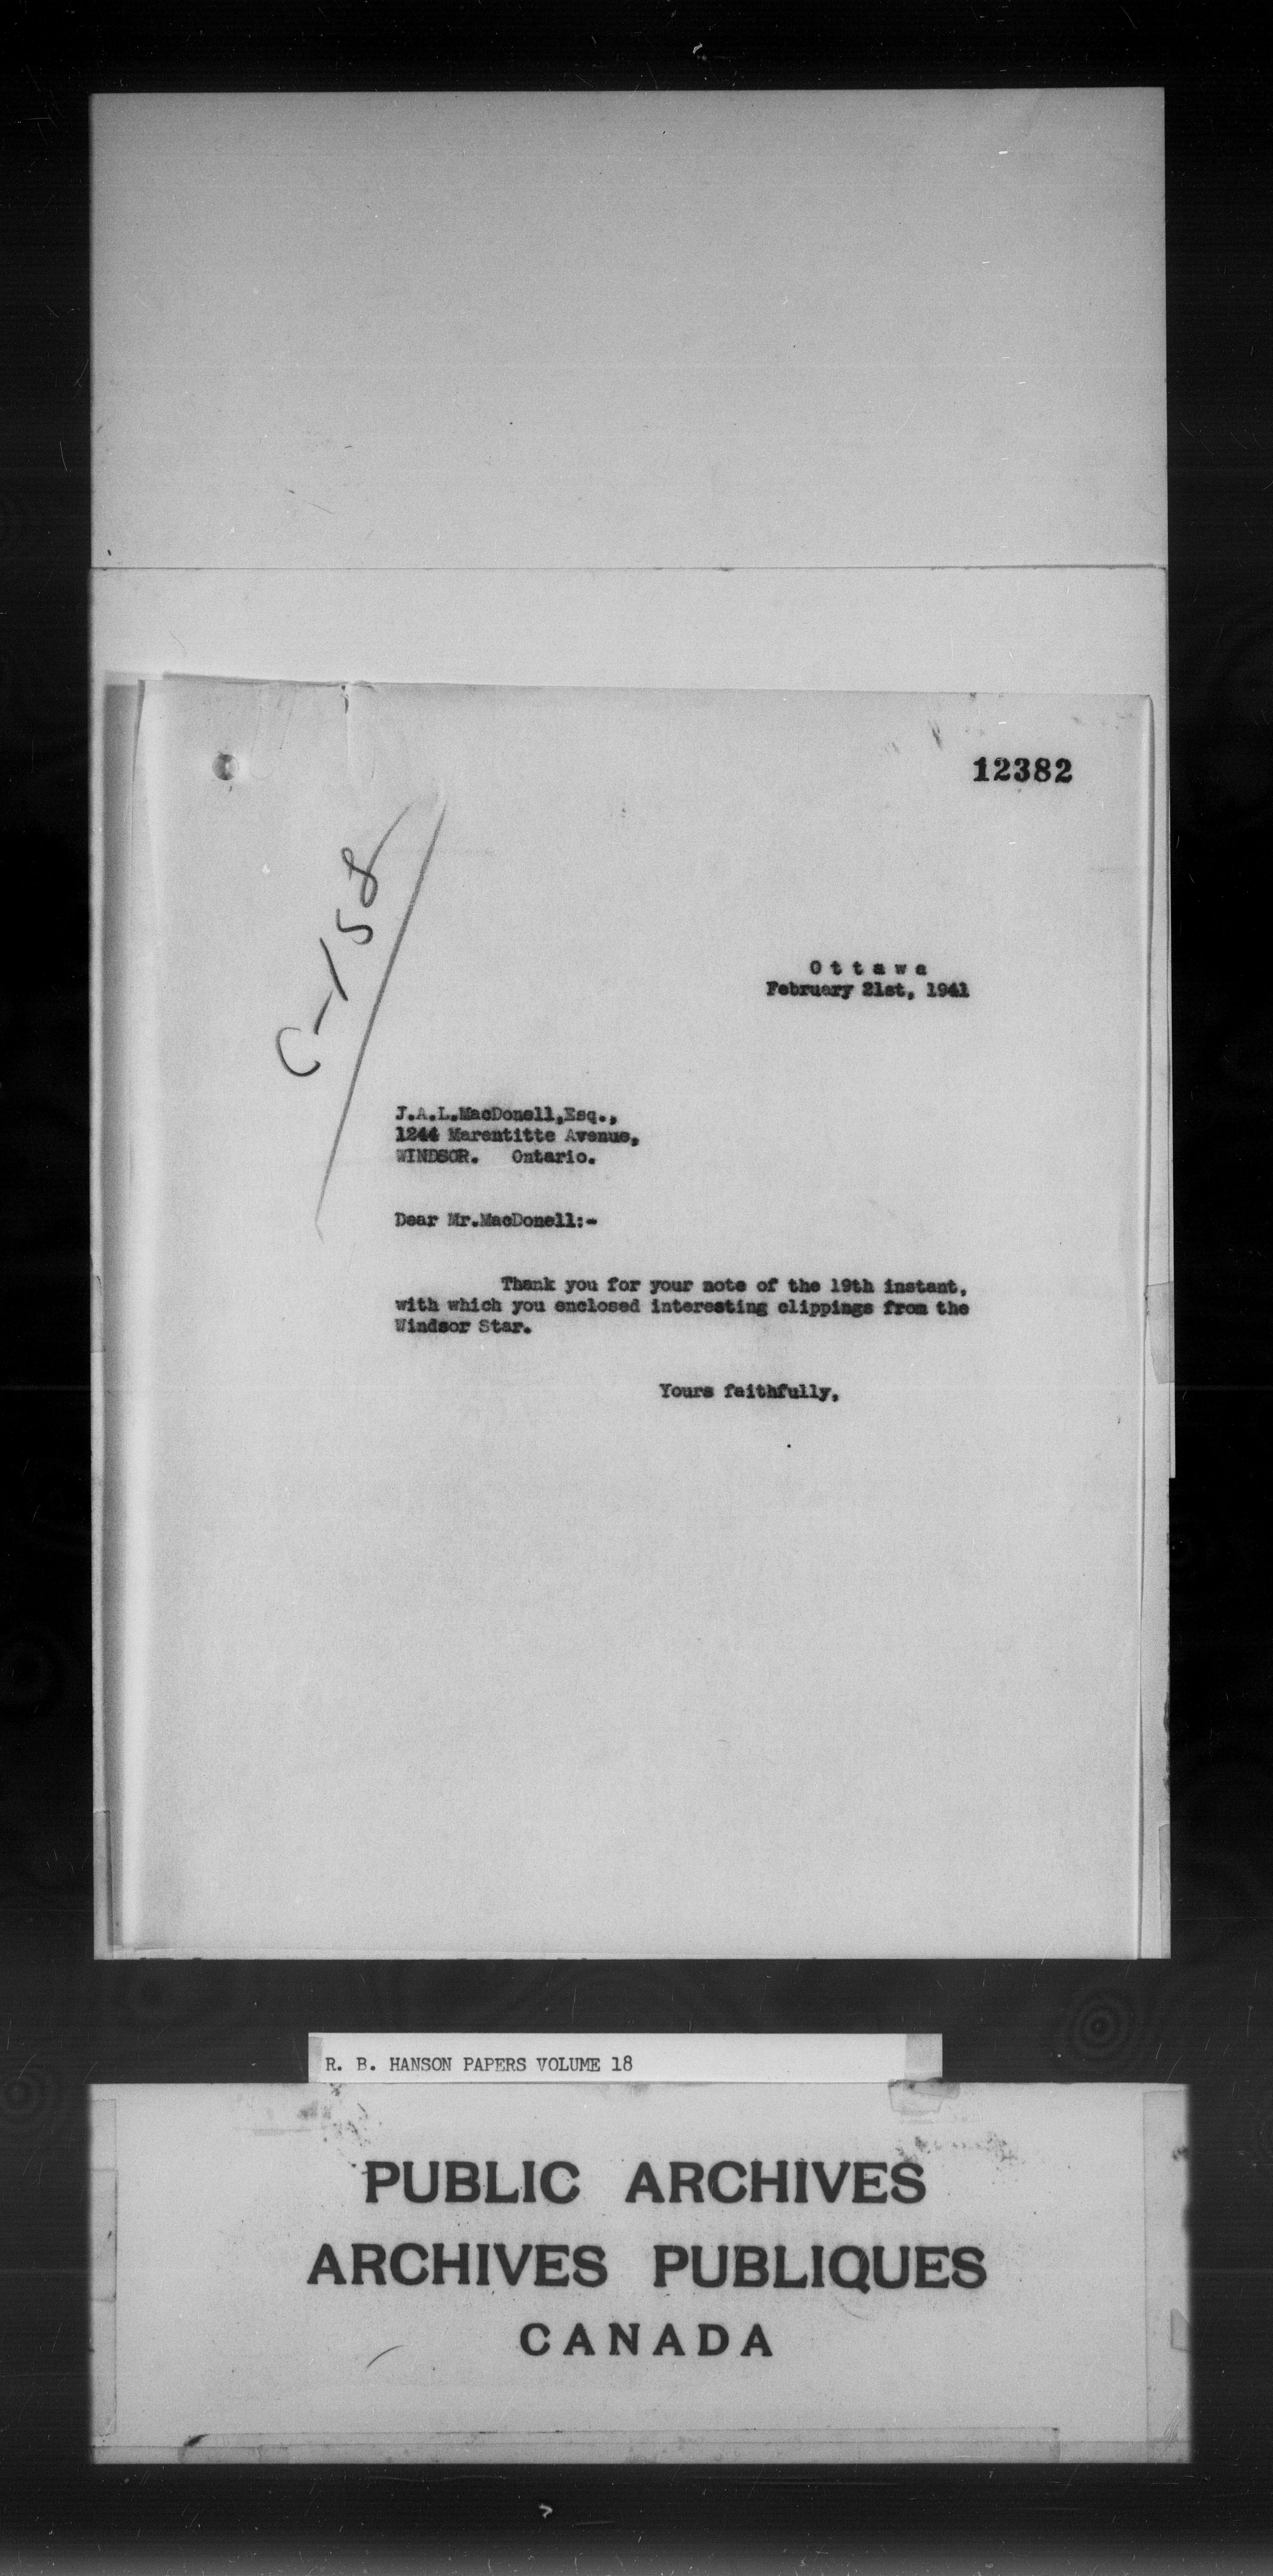 12382
C-158
Ottawa
February 21st, 1941
J.A.L.MacDonell,Esq.,
1244 Marentitte Avenue,
WINDSOR. Ontario.
Dear Mr.MacDonell:-
Thank you for your note of the 19th instant,
with which you enclosed interesting clippings from the
Windsor Star.
Yours faithfully,
R. B. HANSON PAPERS VOLUME 18
PUBLIC ARCHIVES
ARCHIVES PUBLIQUES
CANADA